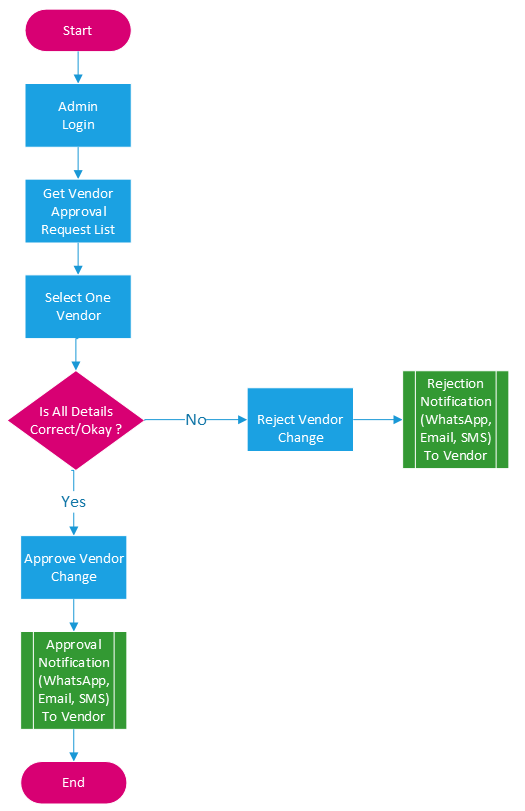 Start
Admin
Login
Get Vendor
Approval
Request List
Select One
Vendor
Is All Details
Correct/Okay ?
No
Reject Vendor
Change
Rejection
Notification
(WhatsApp,
Email, SMS)
To Vendor
Yes
Approve Vendor
Change
Approval
Notification
(WhatsApp,
Email, SMS)
To Vendor
End